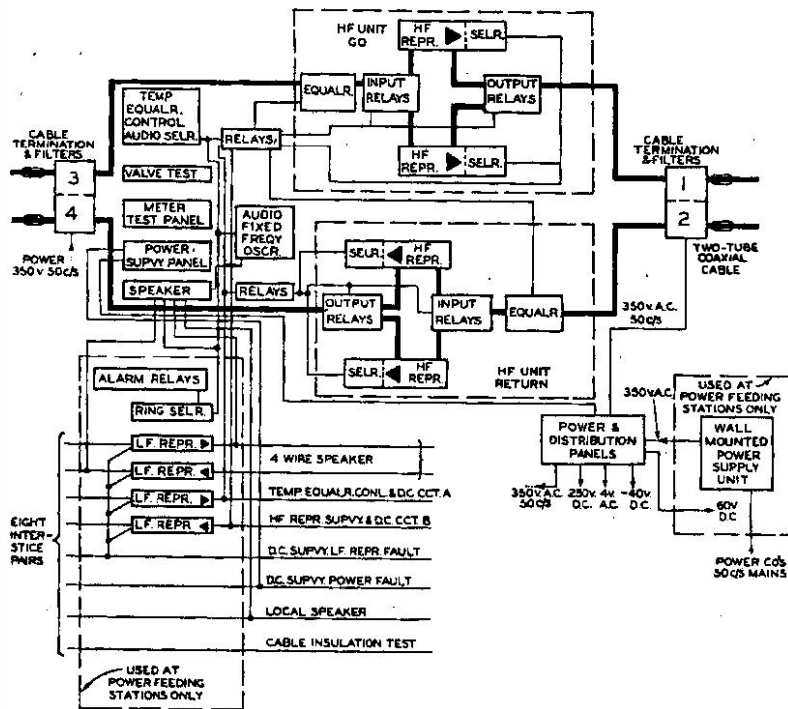 HF UNIT
GO
HF
REPR.
SELR.
EQUALR.
INPUT
RELAYS
OUTPUT
RELAYS
HF REPR.
SELR.
TEMP
EQUALR.
CONTROL
AUDIO SELR.
RELAYS
CABLE
TERMINATION
& FILTERS
3
4
POWER
350 V 50 C/S
VALVE TEST
METER
TEST PANEL
POWER
SUPVY. PANEL
SPEAKER
AUDIO
FIXED
FREQY
OSCR.
RELAYS
CABLE
TERMINATION
& FILTERS
1
2
TWO-TUBE
COAXIAL
CABLE
SELR.
HF
REPR.
OUTPUT
RELAYS
INPUT
RELAYS
EQUALR.
SELR.
HF
REPR.
HF UNIT
RETURN
350 V. A.C.
50 C/S
ALARM RELAYS
RING SELR.
LF. REPR.
LF. REPR.
LF. REPR.
LF. REPR.
EIGHT
INTER-
STICE
PAIRS
4 WIRE SPEAKER
TEMP. EQUALR. CONL. & DC CCT. A
HF REPR. SUPVY. & D.C. CCT. B
D.C. SUPVY. L.F. REPR. FAULT
D.C. SUPVY. POWER FAULT
LOCAL SPEAKER
CABLE INSULATION TEST
USED AT
POWER FEEDING
STATIONS ONLY
POWER &
DISTRIBUTION
PANELS
350 V. A.C.
USED AT
POWER FEEDING
STATIONS ONLY
WALL
MOUNTED
POWER
SUPPLY
UNIT
350 V. A.C.
50 C/S
250 V.
D.C.
4 V.
A.C.
-40 V.
D.C.
60 V
D.C
POWER CO'S
50 C/S MAINS